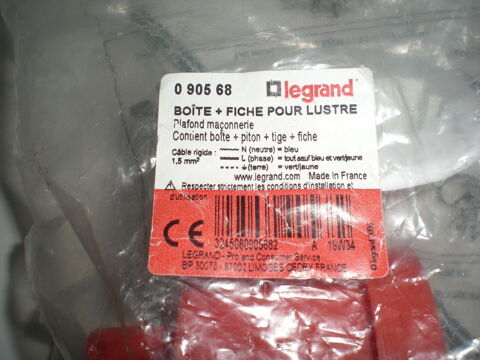 0 905 68
legrand
BOÎTE + FICHE POUR LUSTRE
Plafond maçonnerie
Contient boîte + piton + tige + fiche
Câble rigide :
1,5 mm²
N (neutre) = bleu
L (phase) = tout sauf bleu et vert/jaune
(terre) = vert/jaune
www.legrand.com Made in France
Respecter strictement les conditions d'installation et
d'utilisation
CE
3245060905682 A 19W34
LEGRAND - Pro and Consumer Service
BP 30076 - 87002 LIMOGES CEDEX FRANCE
legrand